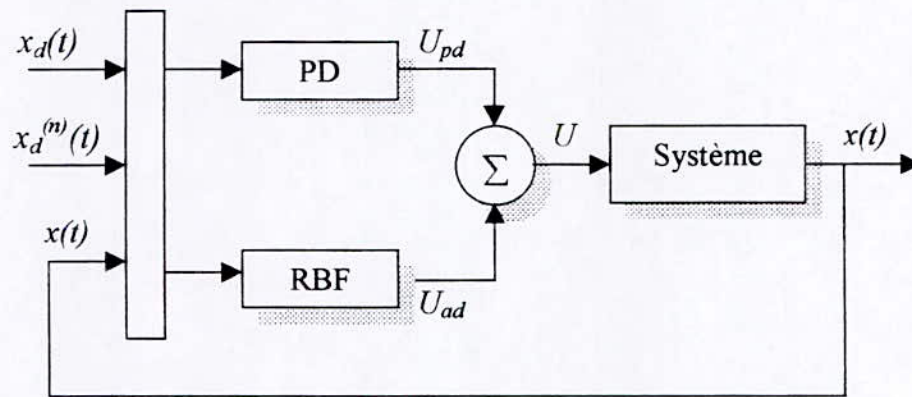 x_d(t)
U_pd
PD
x_d^(n)(t)
Σ
U
Système
x(t)
x(t)
RBF
U_ad